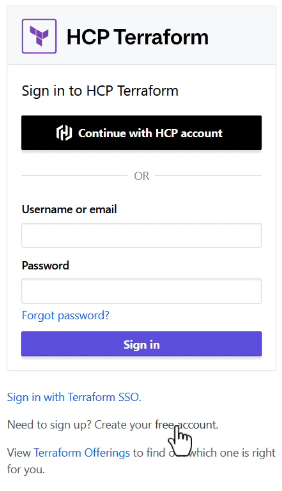 HCP Terraform
Sign in to HCP Terraform
Continue with HCP account
OR
Username or email
Password
Forgot password?
Sign in
Sign in with Terraform SSO.
Need to sign up? Create your free account.
View Terraform Offerings to find which one is right
for you.